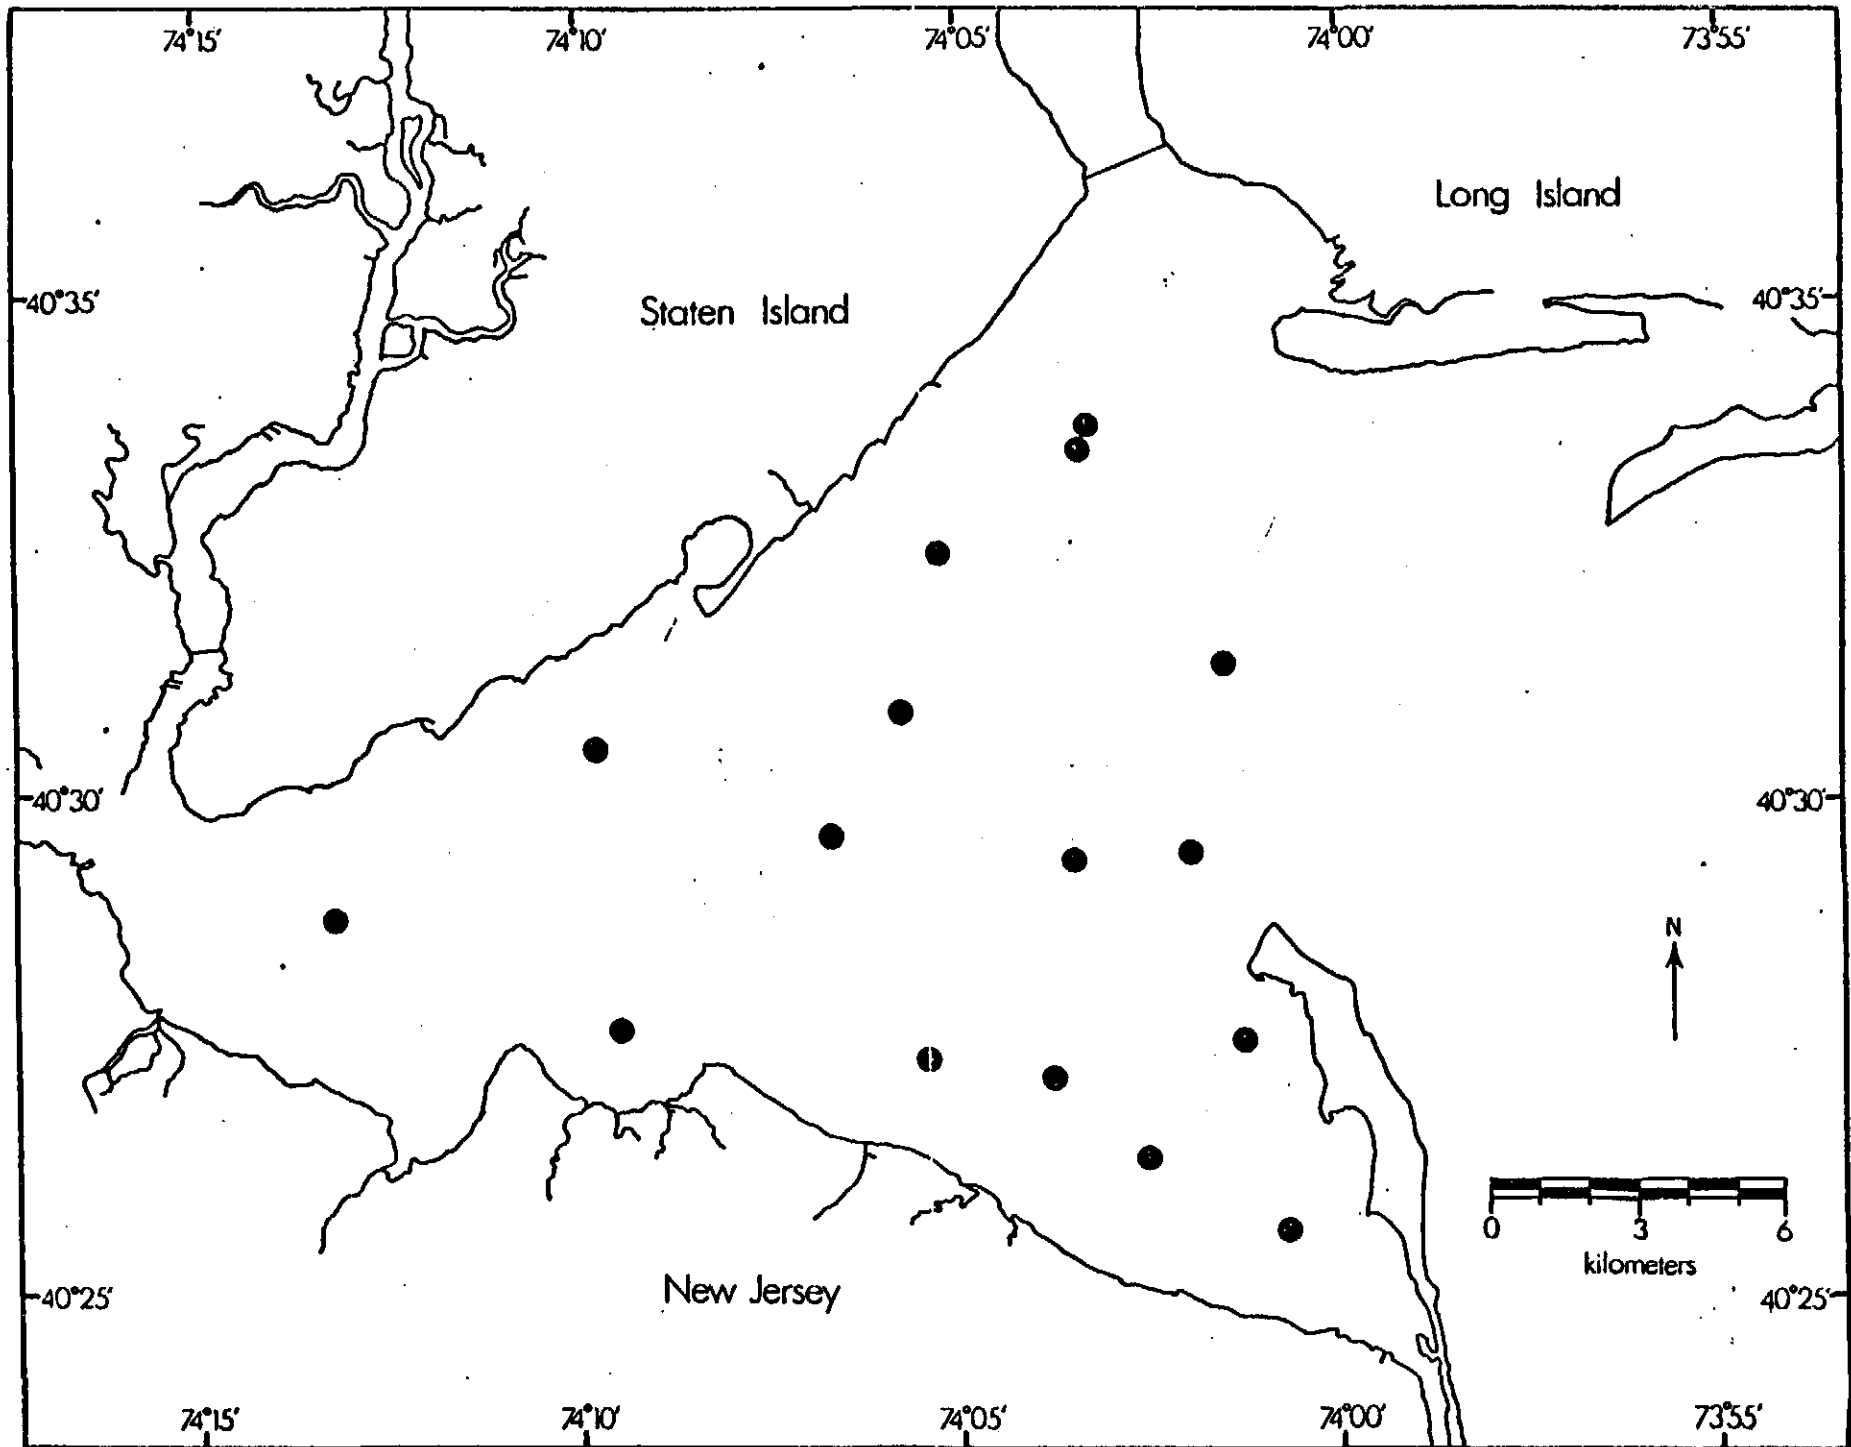 74°15' 74°10' 74°05' 74°00' 73°55'
Long Island
40°35' 40°35'
Staten Island
40°30' 40°30'
N
0 3 6
kilometers
New Jersey
40°25' 40°25'
74°15' 74°10' 74°05' 74°00' 73°55'